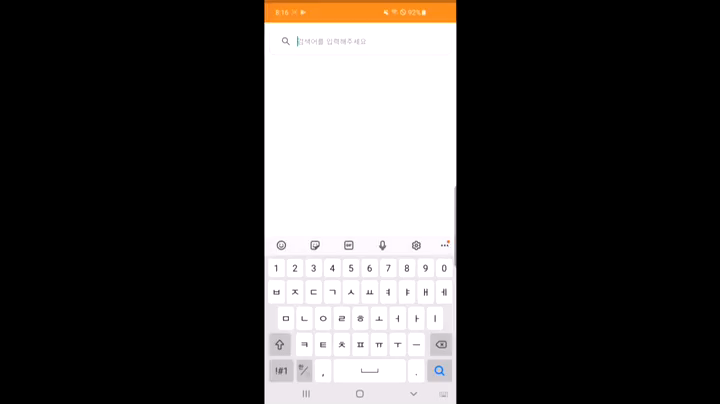 8:16 92%
검색어를 입력해주세요
1 2 3 4 5 6 7 8 9 0
ㅂ ㅈ ㄷ ㄱ ㅅ ㅛ ㅕ ㅑ ㅐ ㅔ
ㅁ ㄴ ㅇ ㄹ ㅎ ㅗ ㅓ ㅏ ㅣ
ㅋ ㅌ ㅊ ㅍ ㅠ ㅜ ㅡ
!#1 , .